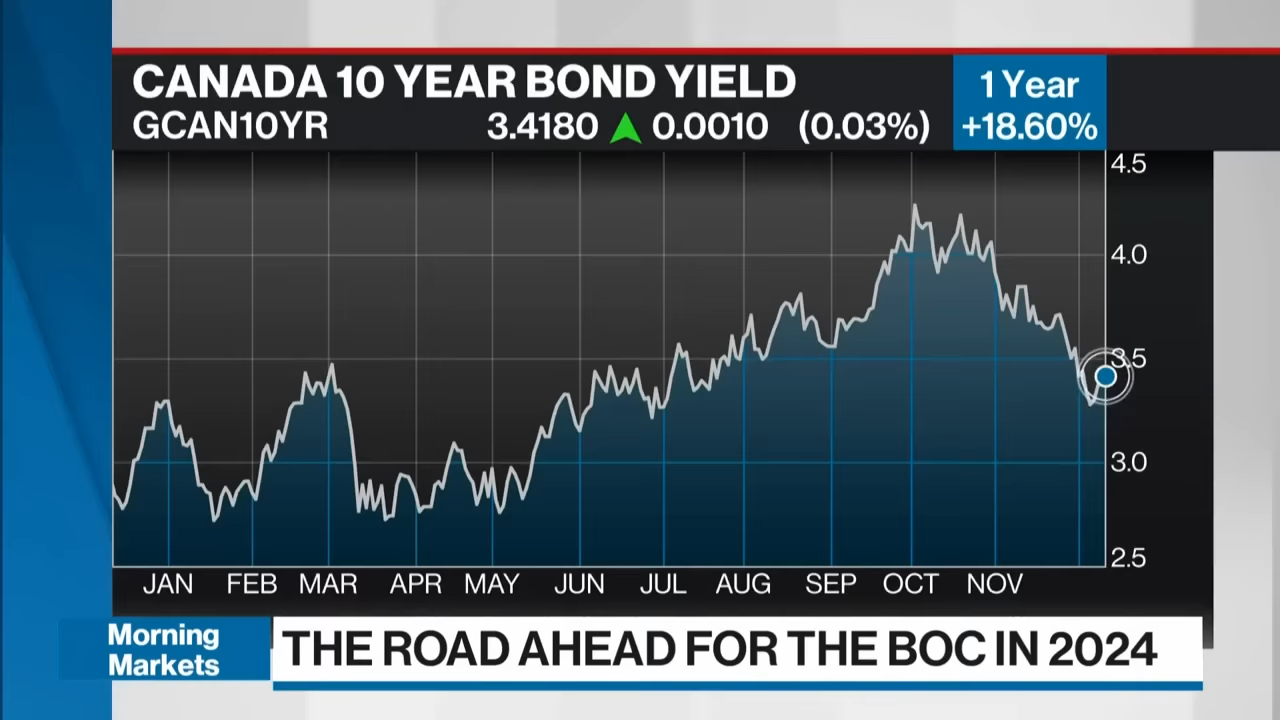 CANADA 10 YEAR BOND YIELD
GCAN10YR 3.4180 ▲ 0.0010 (0.03%)
1 Year
+18.60%
4.5
4.0
3.5
3.0
2.5
JAN FEB MAR APR MAY JUN JUL AUG SEP OCT NOV
Morning
Markets
THE ROAD AHEAD FOR THE BOC IN 2024